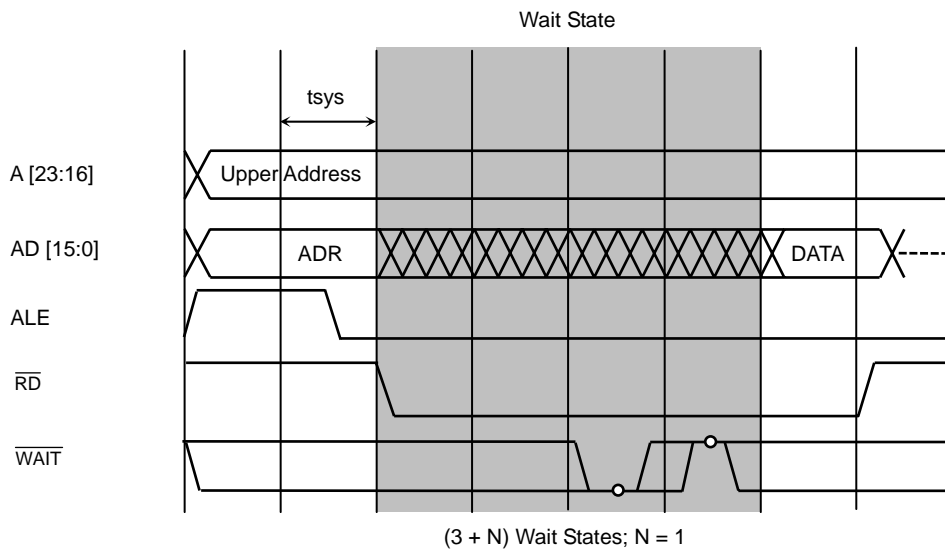 Wait State
tsys
A [23:16]
Upper Address
AD [15:0]
ADR
DATA
ALE
RD
WAIT
(3 + N) Wait States; N = 1